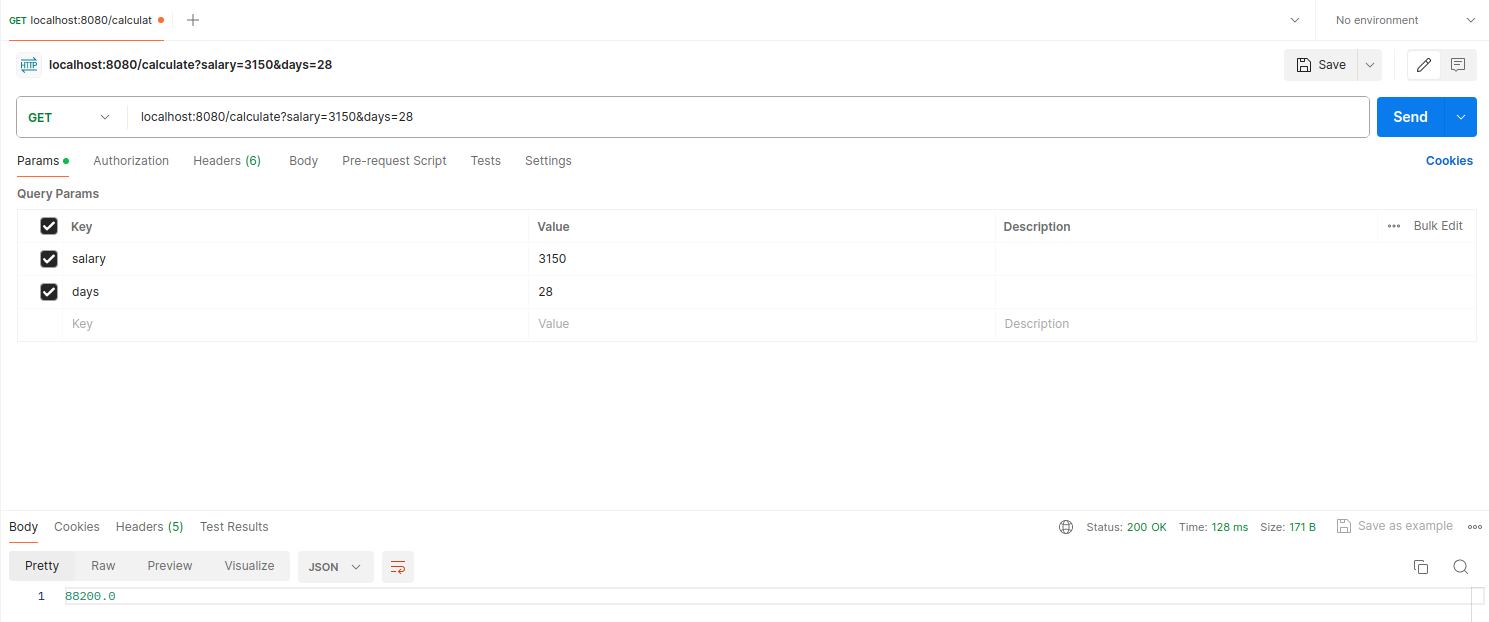 GET localhost:8080/calculat
No environment
HTTP localhost:8080/calculate?salary=3150&days=28 Save
GET localhost:8080/calculate?salary=3150&days=28 Send
Params Authorization Headers (6) Body Pre-request Script Tests Settings Cookies
Query Params
Key Value Description Bulk Edit
salary 3150
days 28
Key Value Description
Body Cookies Headers (5) Test Results Status: 200 OK Time: 128 ms Size: 171 B Save as example
Pretty Raw Preview Visualize JSON
1 88200.0